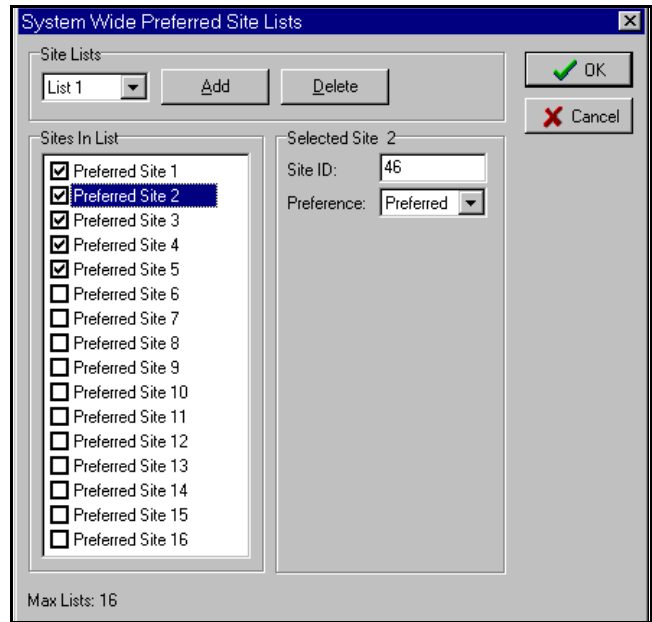 System Wide Preferred Site Lists
Site Lists
List 1
Add
Delete
OK
Cancel
Sites In List
Preferred Site 1
Preferred Site 2
Preferred Site 3
Preferred Site 4
Preferred Site 5
Preferred Site 6
Preferred Site 7
Preferred Site 8
Preferred Site 9
Preferred Site 10
Preferred Site 11
Preferred Site 12
Preferred Site 13
Preferred Site 14
Preferred Site 15
Preferred Site 16
Selected Site 2
Site ID: 46
Preference: Preferred
Max Lists: 16